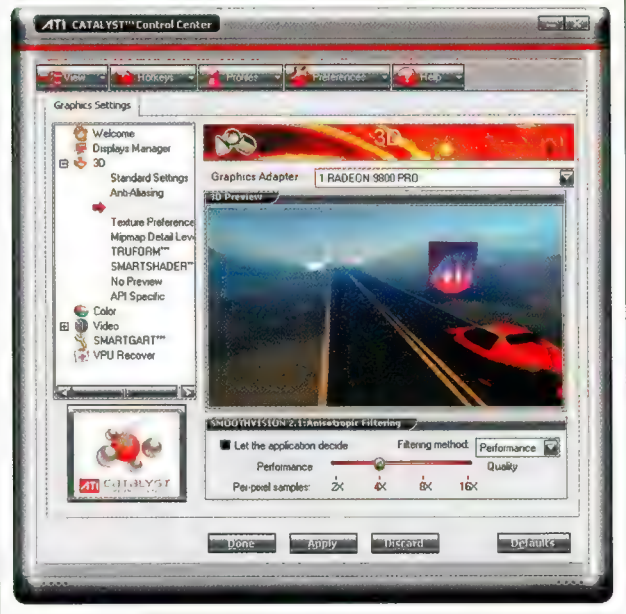 ATI CATALYST™ Control Center
View Hotkeys Profiles Preferences Help
Graphics Settings
Welcome
Displays Manager
3D
Standard Settings
Anti-Aliasing
Texture Preference
Mipmap Detail Lev
TRUFORM™
SMARTSHADER™
No Preview
API Specific
Color
Video
SMARTGART™
VPU Recover
ATI CATALYST
3D
Graphics Adapter 1 RADEON 9800 PRO
3D Preview
SMOOTHVISION 2.1: Anisotropic Filtering
Let the application decide Filtering method: Performance
Performance Quality
Per-pixel samples: 2X 4X 8X 16X
Done Apply Discard Defaults